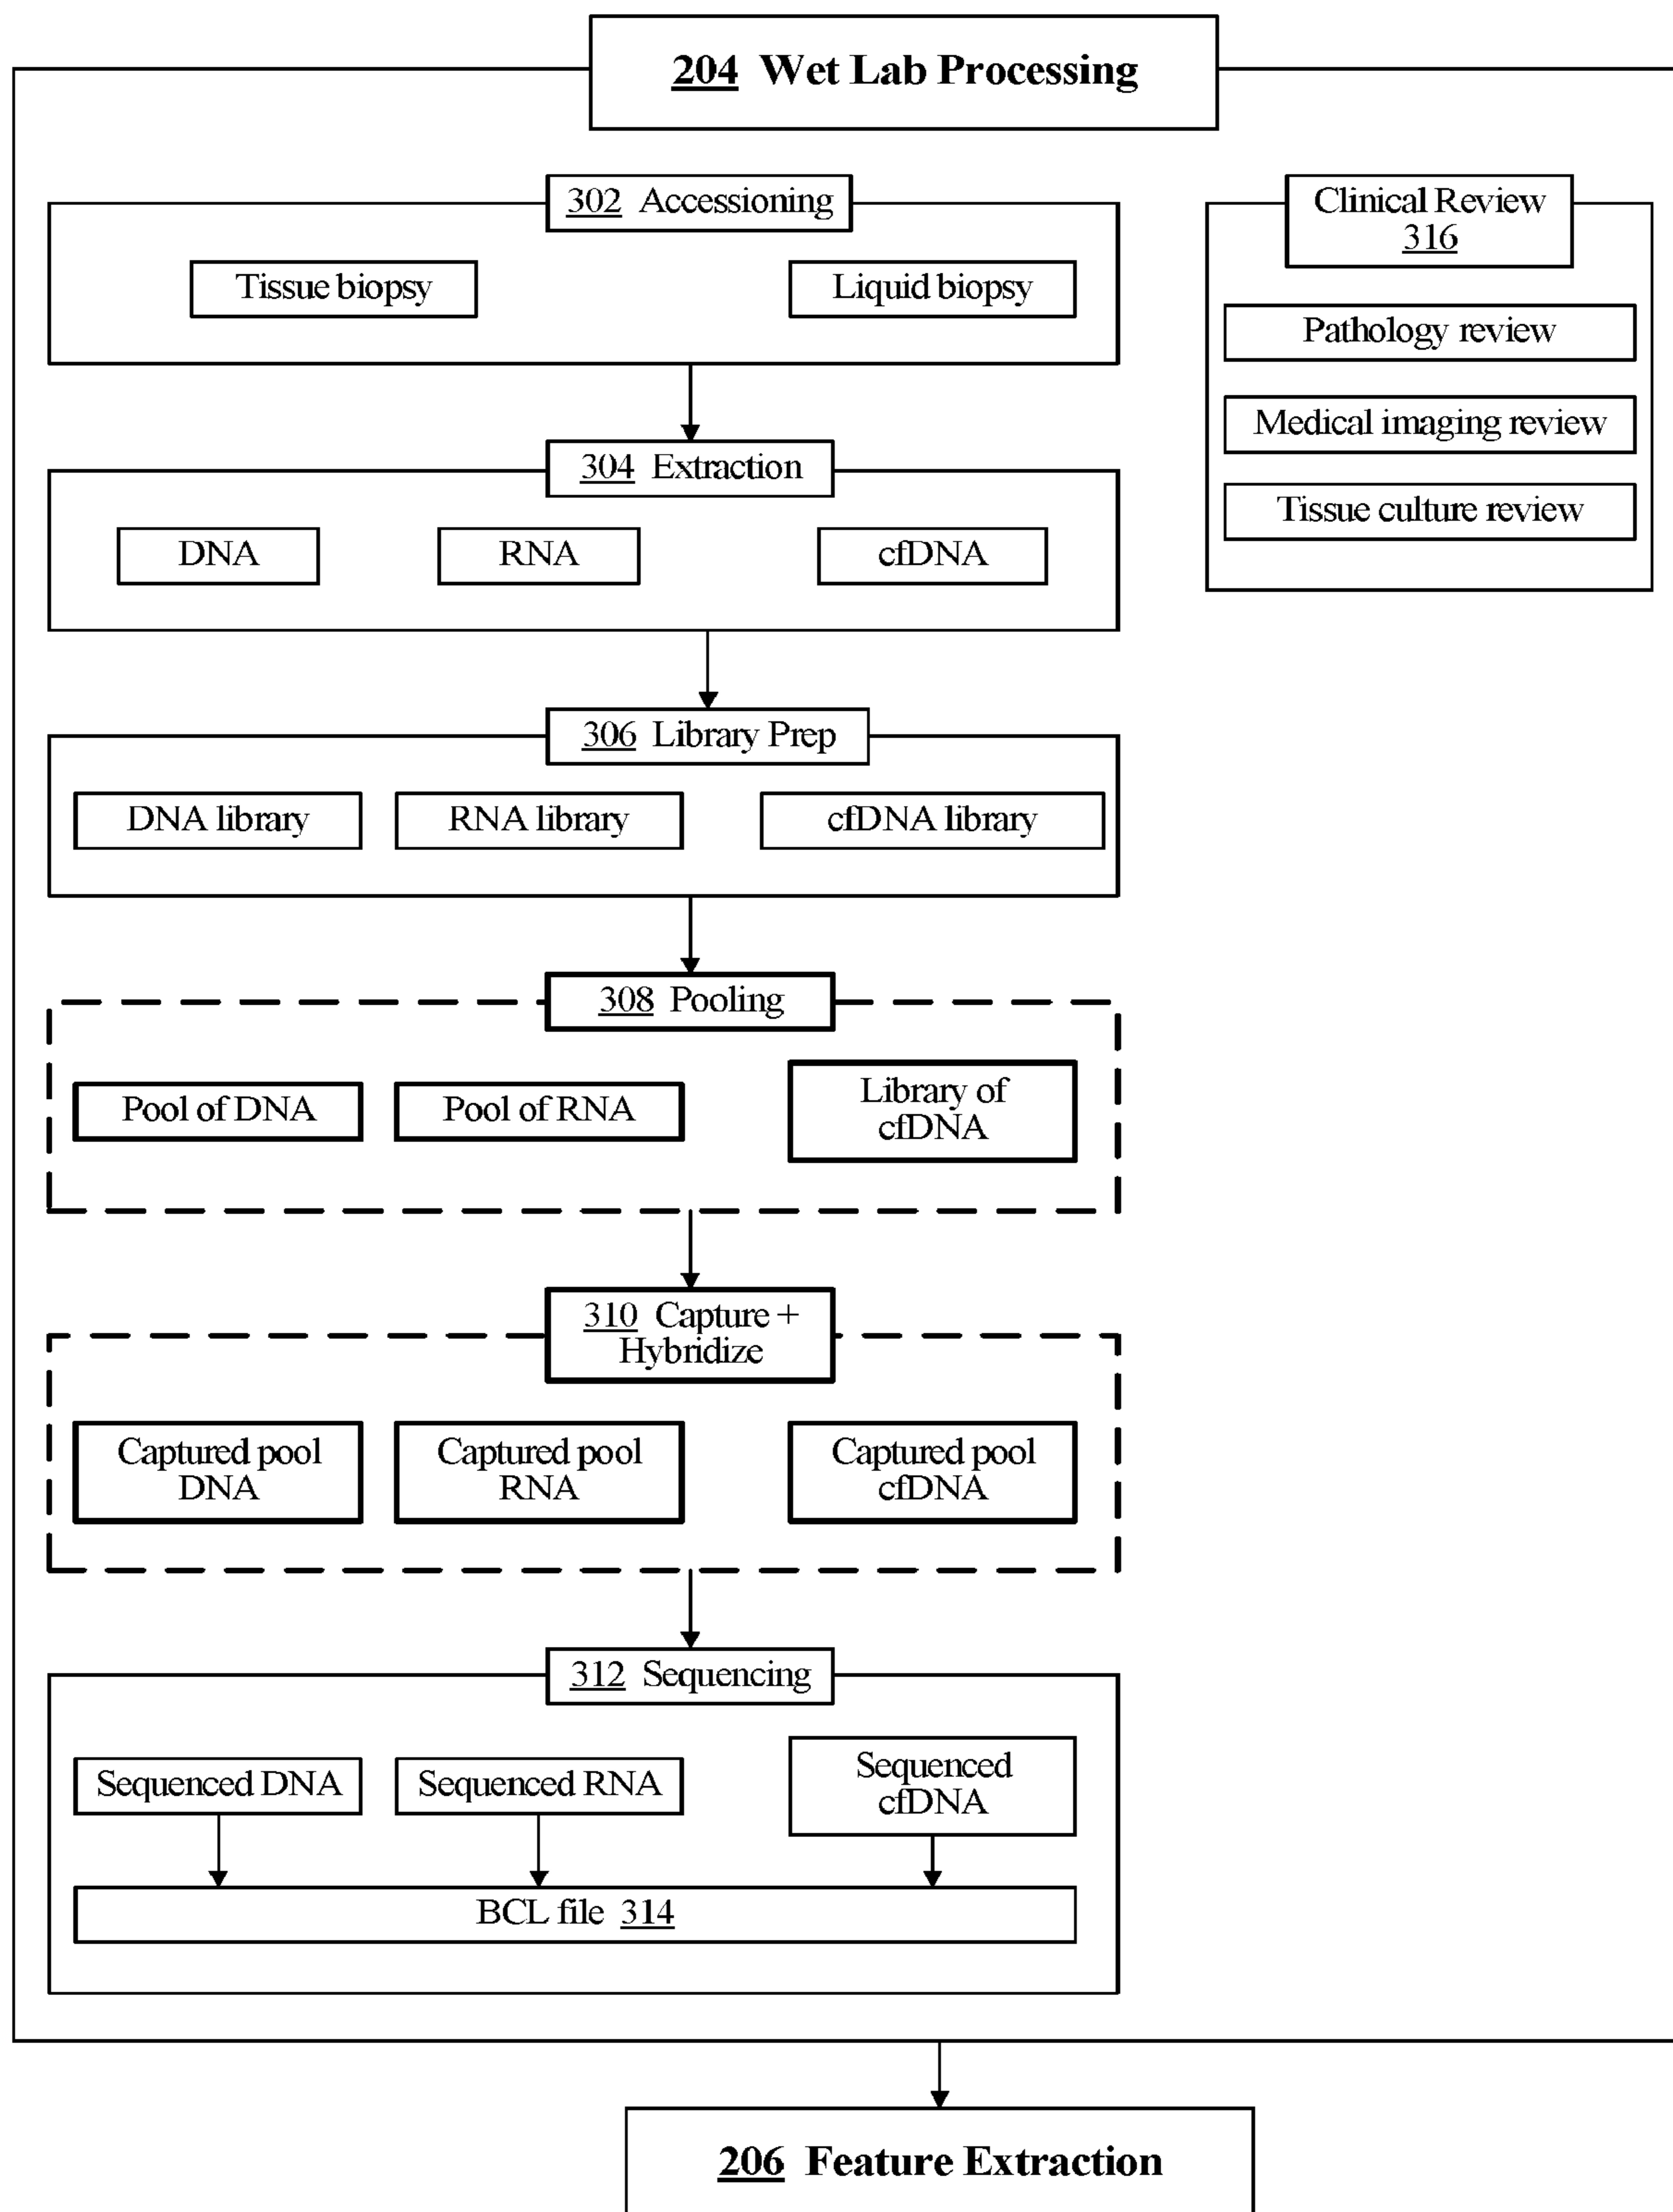 204 Wet Lab Processing
302 Accessioning
Tissue biopsy
Liquid biopsy
Clinical Review
316
Pathology review
Medical imaging review
Tissue culture review
304 Extraction
DNA
RNA
cfDNA
306 Library Prep
DNA library
RNA library
cfDNA library
308 Pooling
Pool of DNA
Pool of RNA
Library of
cfDNA
310 Capture +
Hybridize
Captured pool
DNA
Captured pool
RNA
Captured pool
cfDNA
312 Sequencing
Sequenced DNA
Sequenced RNA
Sequenced
cfDNA
BCL file 314
206 Feature Extraction